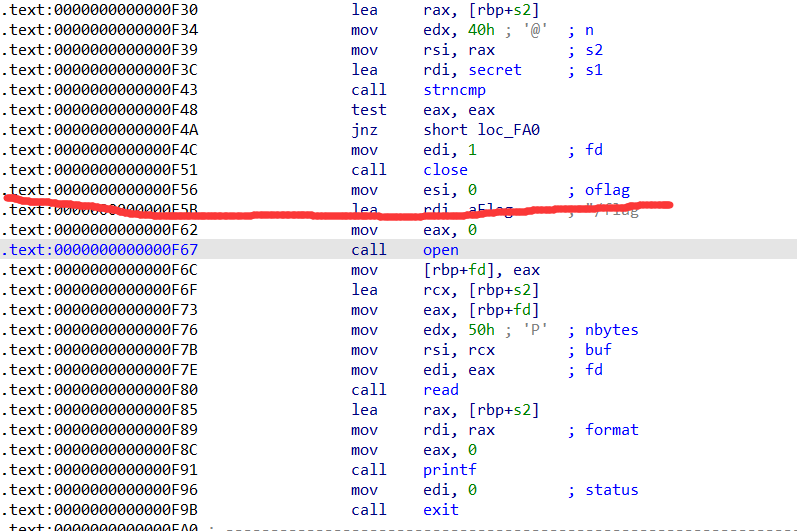 .text:0000000000000F30 lea rax, [rbp+s2]
.text:0000000000000F34 mov edx, 40h ; '@' ; n
.text:0000000000000F39 mov rsi, rax ; s2
.text:0000000000000F3C lea rdi, secret ; s1
.text:0000000000000F43 call strncmp
.text:0000000000000F48 test eax, eax
.text:0000000000000F4A jnz short loc_FA0
.text:0000000000000F4C mov edi, 1 ; fd
.text:0000000000000F51 call close
.text:0000000000000F56 mov esi, 0 ; oflag
.text:0000000000000F5B lea rdi, aFlag ; "/flag
.text:0000000000000F62 mov eax, 0
.text:0000000000000F67 call open
.text:0000000000000F6C mov [rbp+fd], eax
.text:0000000000000F6F lea rcx, [rbp+s2]
.text:0000000000000F73 mov eax, [rbp+fd]
.text:0000000000000F76 mov edx, 50h ; 'P' ; nbytes
.text:0000000000000F7B mov rsi, rcx ; buf
.text:0000000000000F7E mov edi, eax ; fd
.text:0000000000000F80 call read
.text:0000000000000F85 lea rax, [rbp+s2]
.text:0000000000000F89 mov rdi, rax ; format
.text:0000000000000F8C mov eax, 0
.text:0000000000000F91 call printf
.text:0000000000000F96 mov edi, 0 ; status
.text:0000000000000F9B call exit
.text:0000000000000FA0 ; ---------------------------------------------------------------------------